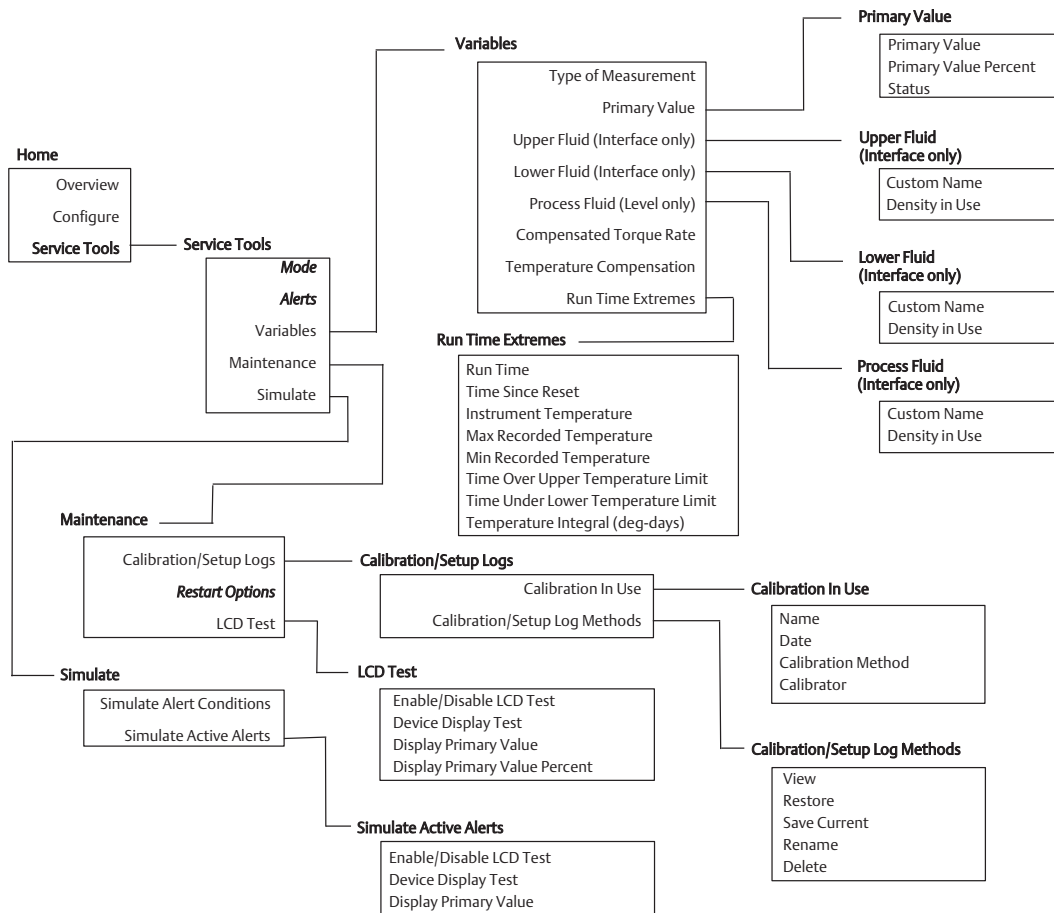 Home
Overview
Configure
Service Tools
Service Tools
Mode
Alerts
Variables
Maintenance
Simulate
Variables
Type of Measurement
Primary Value
Upper Fluid (Interface only)
Lower Fluid (Interface only)
Process Fluid (Level only)
Compensated Torque Rate
Temperature Compensation
Run Time Extremes
Primary Value
Primary Value
Primary Value Percent
Status
Upper Fluid
(Interface only)
Custom Name
Density in Use
Lower Fluid
(Interface only)
Custom Name
Density in Use
Process Fluid
(Interface only)
Custom Name
Density in Use
Run Time Extremes
Run Time
Time Since Reset
Instrument Temperature
Max Recorded Temperature
Min Recorded Temperature
Time Over Upper Temperature Limit
Time Under Lower Temperature Limit
Temperature Integral (deg-days)
Maintenance
Calibration/Setup Logs
Restart Options
LCD Test
Calibration/Setup Logs
Calibration In Use
Calibration/Setup Log Methods
Calibration In Use
Name
Date
Calibration Method
Calibrator
Calibration/Setup Log Methods
View
Restore
Save Current
Rename
Delete
LCD Test
Enable/Disable LCD Test
Device Display Test
Display Primary Value
Display Primary Value Percent
Simulate
Simulate Alert Conditions
Simulate Active Alerts
Simulate Active Alerts
Enable/Disable LCD Test
Device Display Test
Display Primary Value